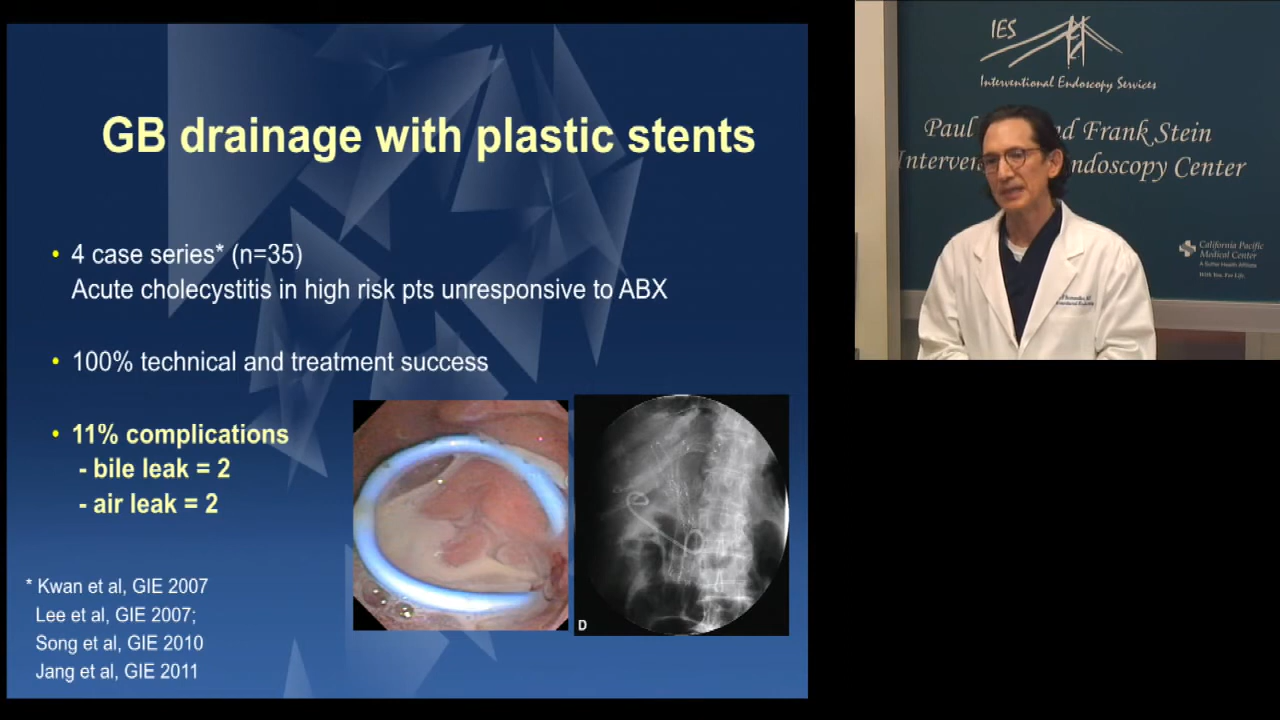 GB drainage with plastic stents
• 4 case series* (n=35)
Acute cholecystitis in high risk pts unresponsive to ABX
• 100% technical and treatment success
• 11% complications
- bile leak = 2
- air leak = 2
* Kwan et al, GIE 2007
Lee et al, GIE 2007;
Song et al, GIE 2010
Jang et al, GIE 2011
D
IES
Interventional Endoscopy Services
Paul nd Frank Stein
Interven ndoscopy Center
California Pacific
Medical Center
A Sutter Health Affiliate
With You. For Life.